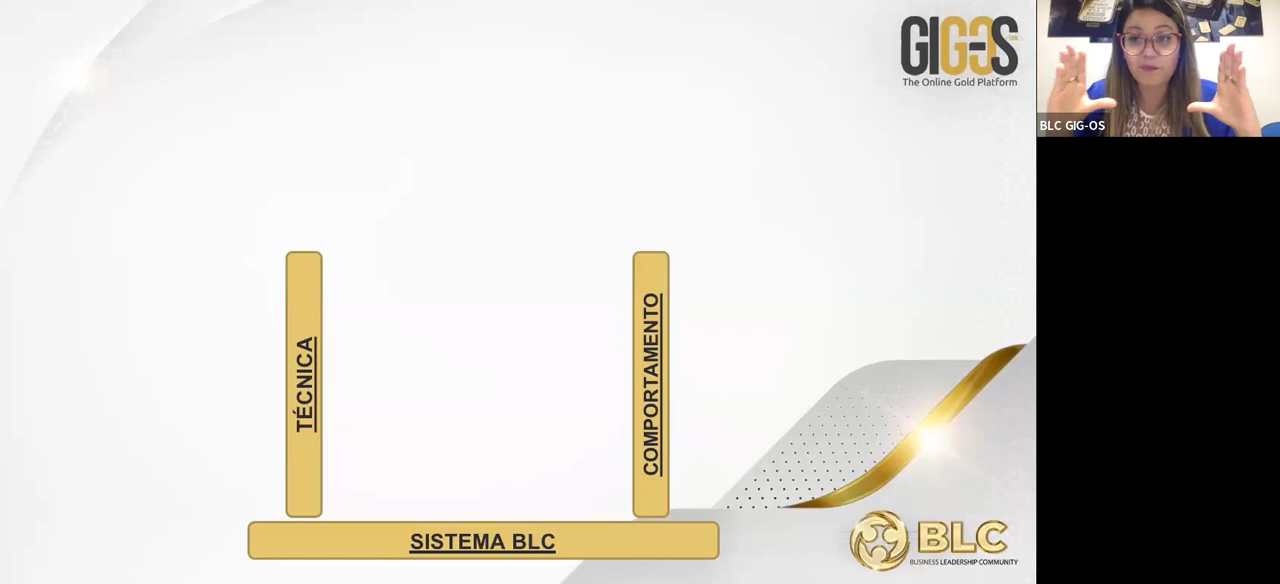 GIG-OS
The Online Gold Platform
BLC GIG-OS
TÉCNICA
COMPORTAMENTO
SISTEMA BLC
BLC
BUSINESS LEADERSHIP COMMUNITY